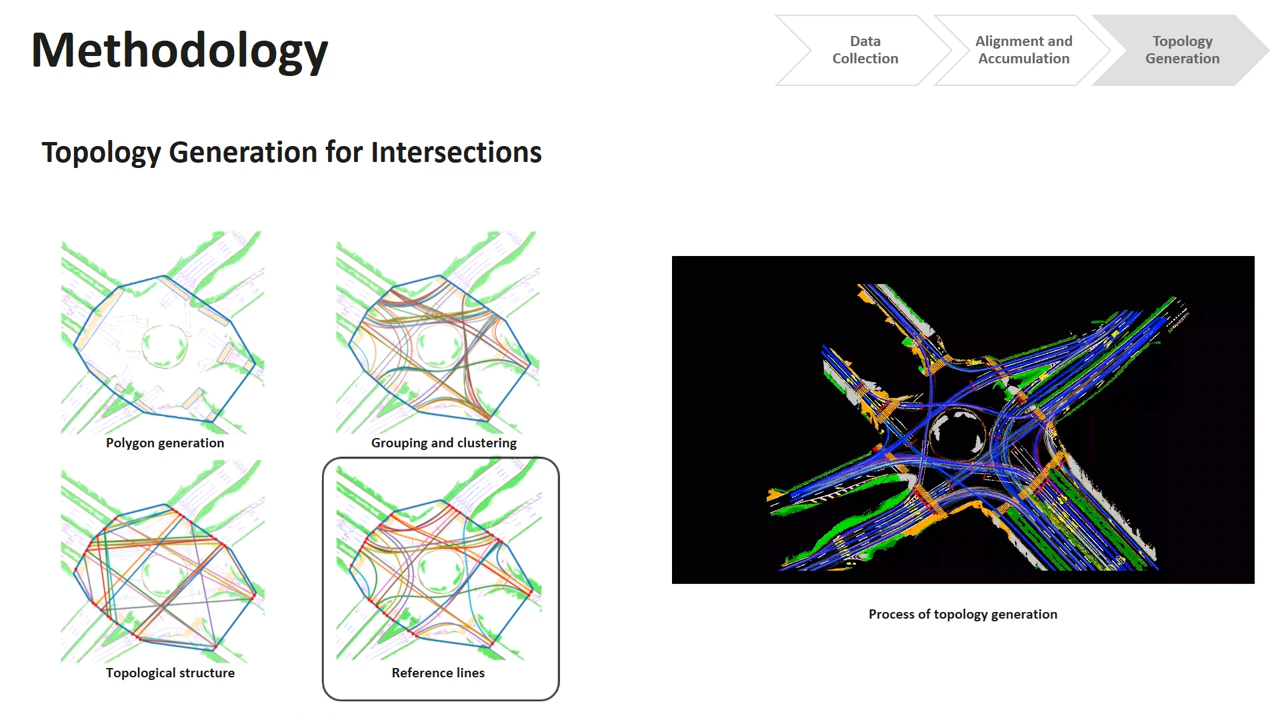 Methodology
Data
Collection
Alignment and
Accumulation
Topology
Generation
Topology Generation for Intersections
Polygon generation
Grouping and clustering
Topological structure
Reference lines
Process of topology generation